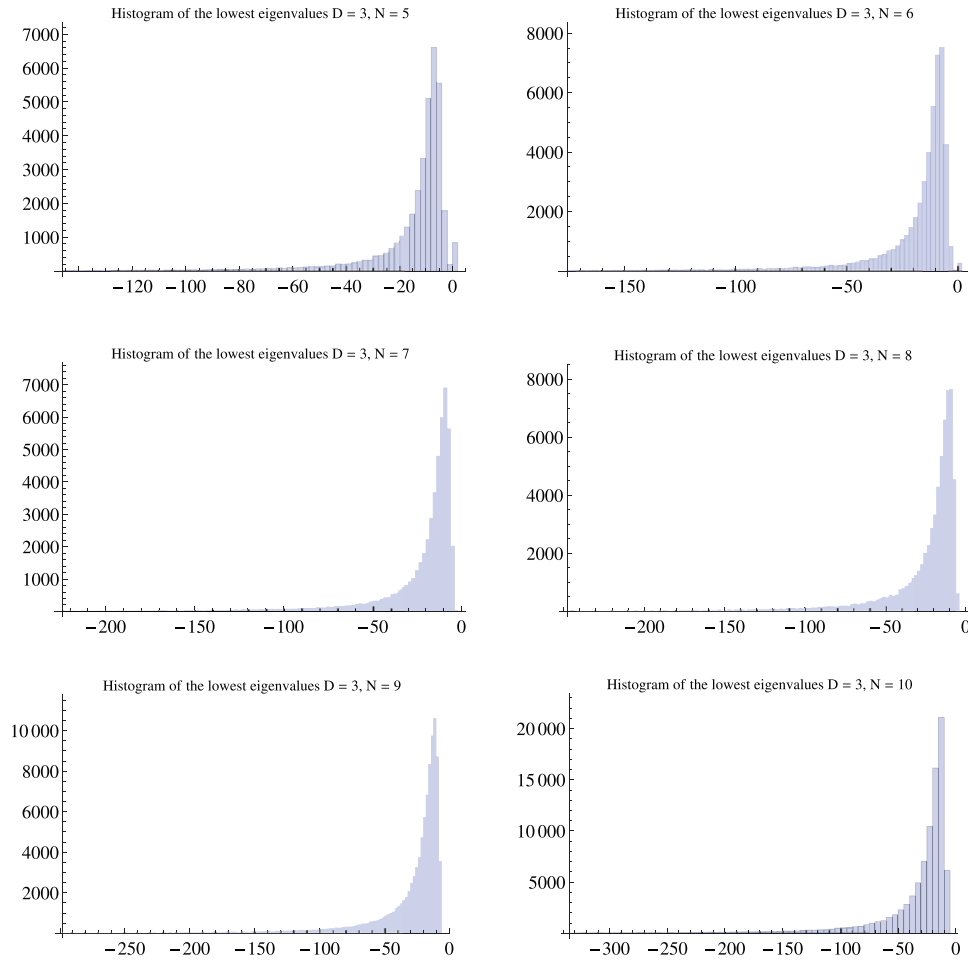 Histogram of the lowest eigenvalues D = 3, N = 5
7000
6000
5000
4000
3000
2000
1000
−120 −100 −80 −60 −40 −20 0
Histogram of the lowest eigenvalues D = 3, N = 6
8000
6000
4000
2000
−150 −100 −50 0
Histogram of the lowest eigenvalues D = 3, N = 7
7000
6000
5000
4000
3000
2000
1000
−200 −150 −100 −50 0
Histogram of the lowest eigenvalues D = 3, N = 8
8000
6000
4000
2000
−200 −150 −100 −50 0
Histogram of the lowest eigenvalues D = 3, N = 9
10 000
8000
6000
4000
2000
−250 −200 −150 −100 −50 0
Histogram of the lowest eigenvalues D = 3, N = 10
20 000
15 000
10 000
5000
−300 −250 −200 −150 −100 −50 0